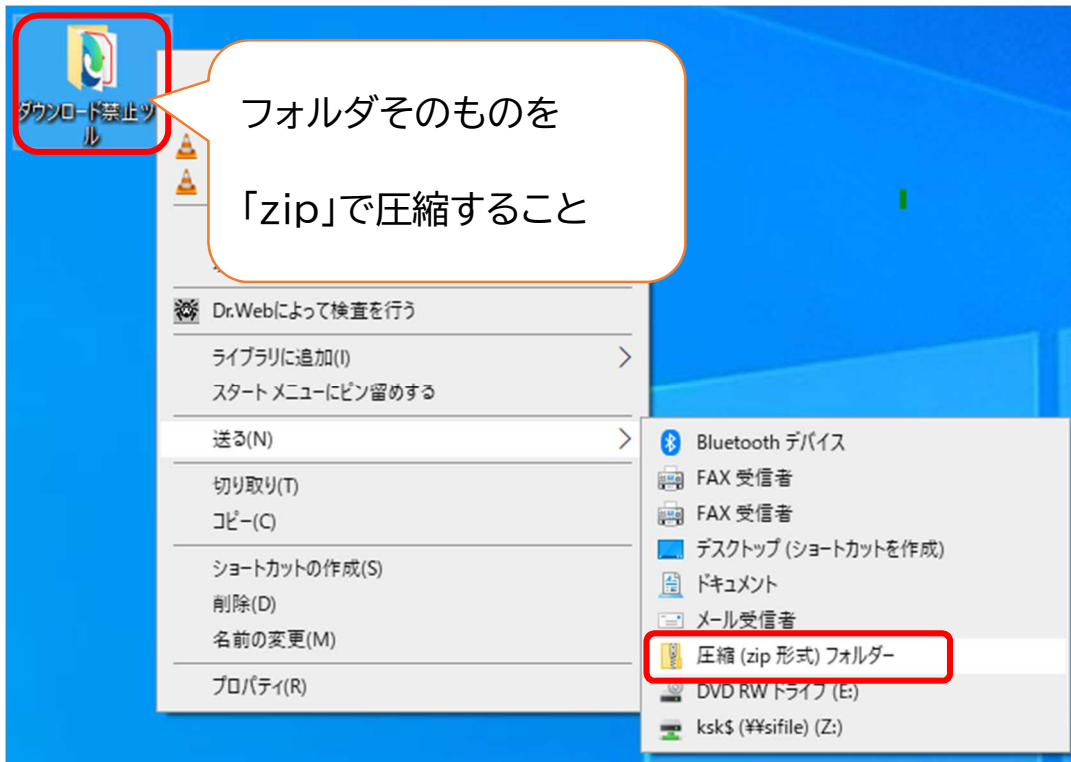 ダウンロード禁止ツ
ル
フォルダそのものを
「zip」で圧縮すること
Dr.Webによって検査を行う
ライブラリに追加(I)
スタート メニューにピン留めする
送る(N)
切り取り(T)
コピー(C)
ショートカットの作成(S)
削除(D)
名前の変更(M)
プロパティ(R)
Bluetooth デバイス
FAX 受信者
FAX 受信者
デスクトップ (ショートカットを作成)
ドキュメント
メール受信者
圧縮 (zip 形式) フォルダー
DVD RW ドライブ (E:)
ksk$ (¥¥sifile) (Z:)